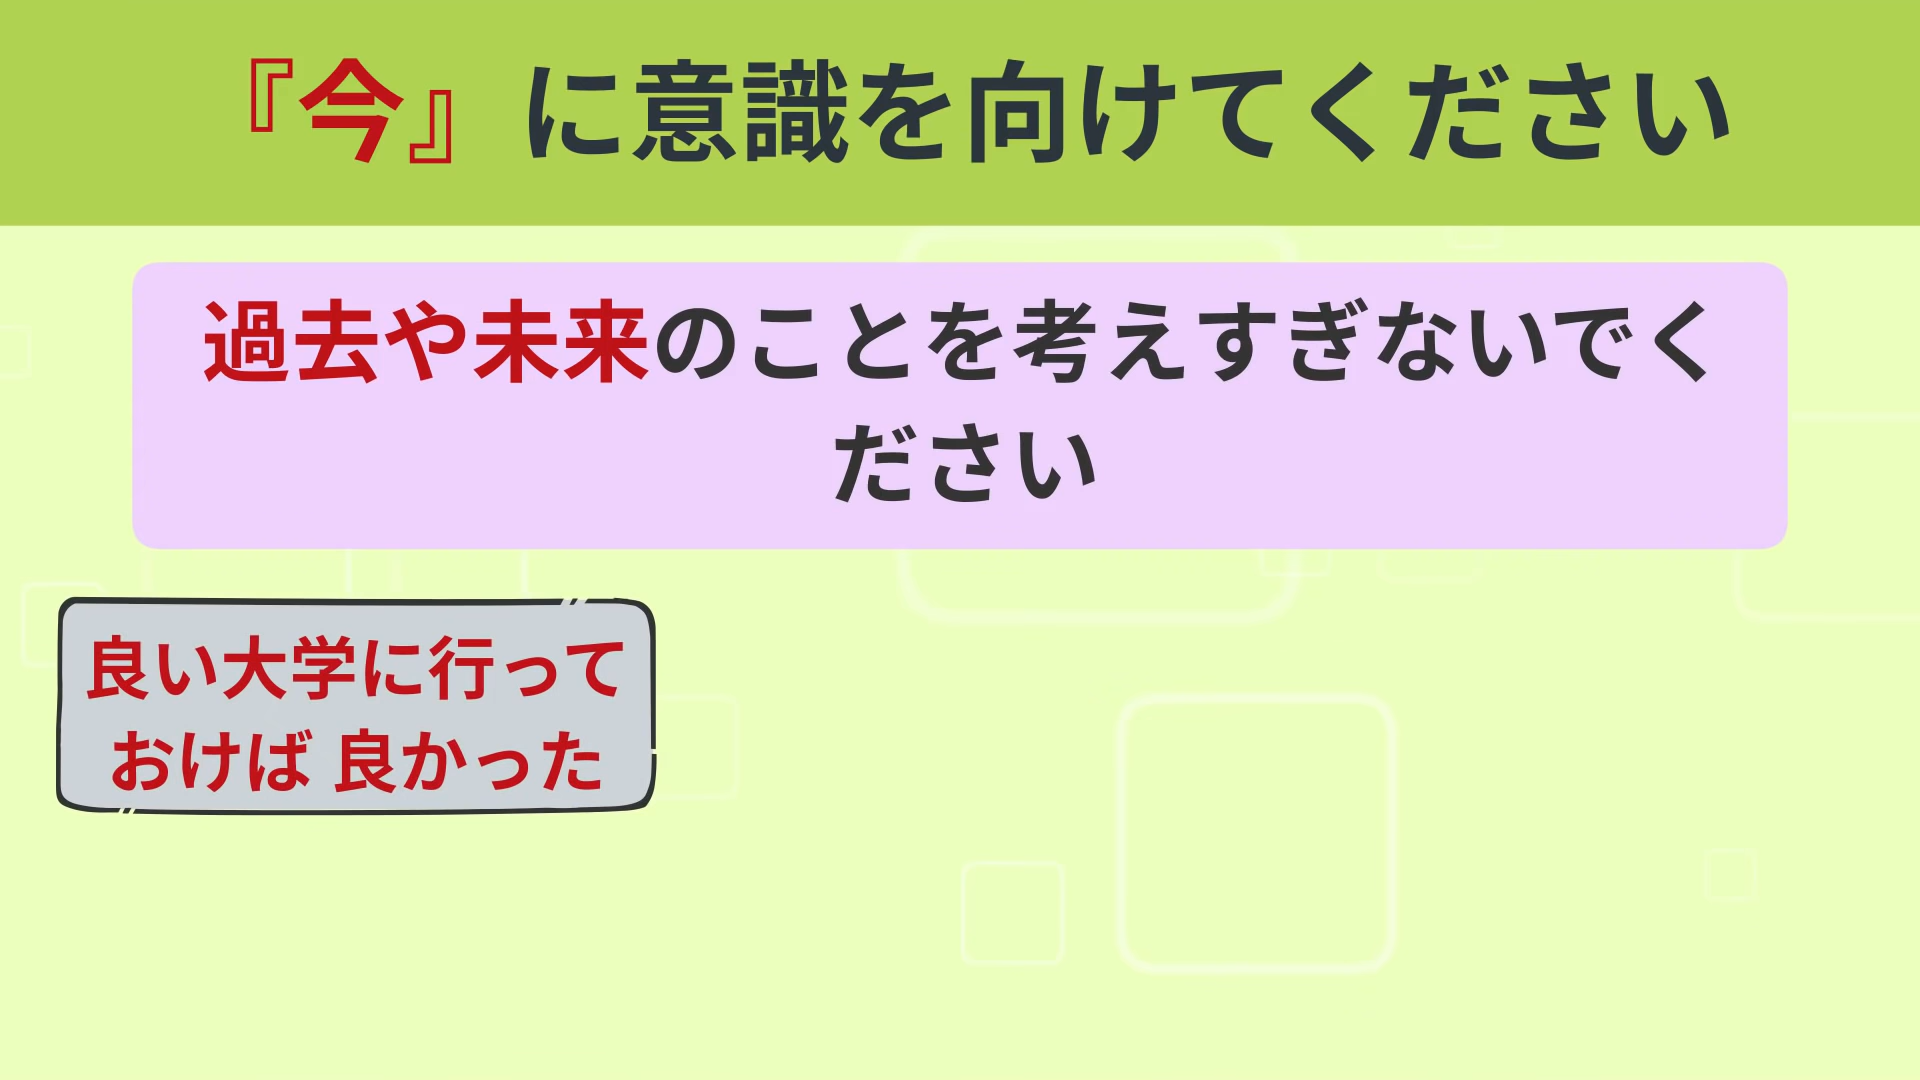 『今』に意識を向けてください
過去や未来のことを考えすぎないでく
ださい
良い大学に行って
おけば 良かった